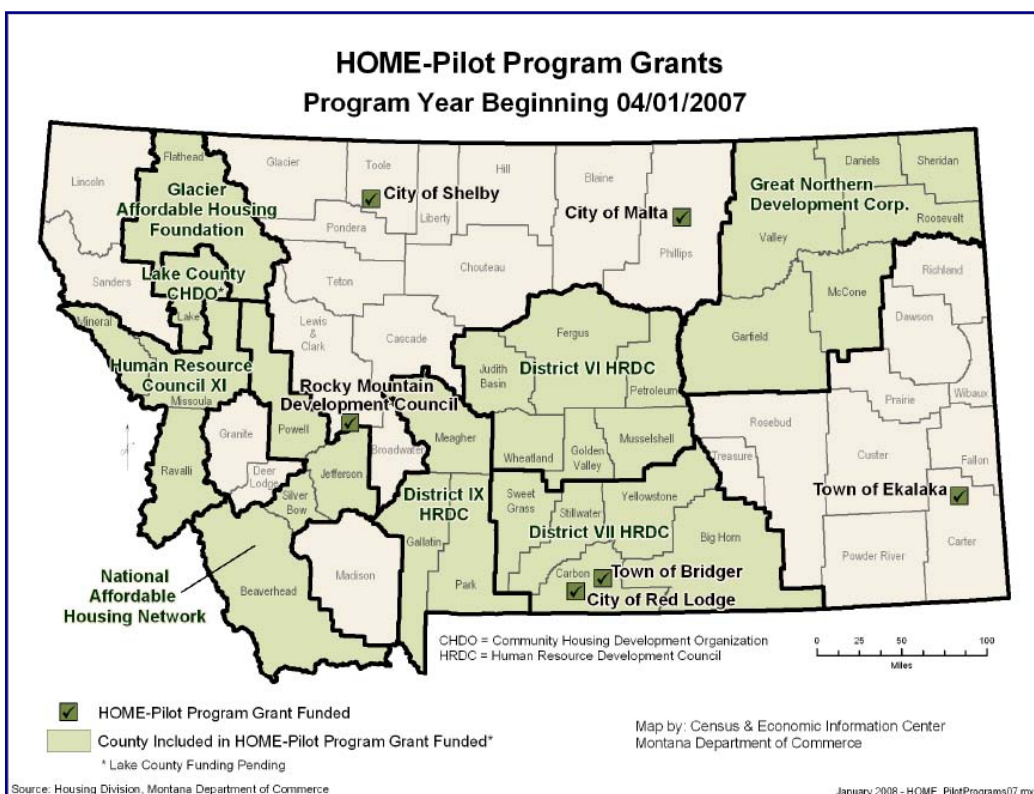 HOME-Pilot Program Grants
Program Year Beginning 04/01/2007
Lincoln
Flathead
Glacier
Toole
Hill
Liberty
Blaine
Phillips
Daniels
Sheridan
Roosevelt
Valley
Glacier
Affordable Housing
Foundation
City of Shelby
City of Malta
Great Northern
Development Corp.
Pondera
Chouteau
Teton
Sanders
Lake County
CHDO*
Lake
Richland
McCone
Dawson
Garfield
Mineral
Human Resource
Council XI
Missoula
Lewis
& Clark
Cascade
Fergus
Judith
Basin
District VI HRDC
Petroleum
Rocky Mountain
Development Council
Prairie
Wibaux
Granite
Powell
Broadwater
Meagher
Wheatland
Golden
Valley
Musselshell
Rosebud
Treasure
Custer
Fallon
Ravalli
Deer
Lodge
Jefferson
Silver
Bow
District IX
HRDC
Sweet
Grass
Stillwater
Yellowstone
District VII HRDC
Big Horn
Town of Ekalaka
Carter
Powder River
Gallatin
Park
Carbon
Town of Bridger
City of Red Lodge
Madison
Beaverhead
National
Affordable
Housing Network
CHDO = Community Housing Development Organization
HRDC = Human Resource Development Council
0 25 50 100
Miles
HOME-Pilot Program Grant Funded
County Included in HOME-Pilot Program Grant Funded*
* Lake County Funding Pending
Map by: Census & Economic Information Center
Montana Department of Commerce
Source: Housing Division, Montana Department of Commerce
January 2008 - HOME_PilotPrograms07.mx